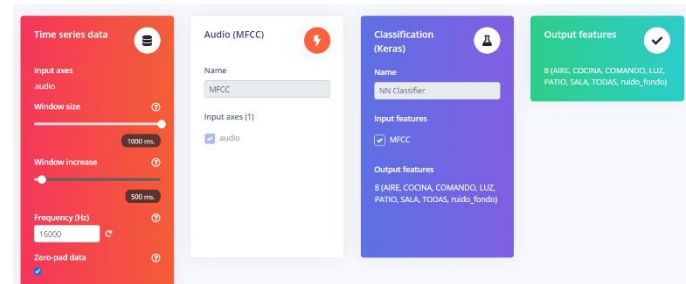 Time series data
Input axes
audio
Window size
1000 ms.
Window increase
500 ms.
Frequency (Hz)
16000
Zero-pad data
Audio (MFCC)
Name
MFCC
Input axes (1)
audio
Classification
(Keras)
Name
NN Classifier
Input features
MFCC
Output features
8 (AIRE, COCINA, COMANDO, LUZ,
PATIO, SALA, TODAS, ruido_fondo)
Output features
8 (AIRE, COCINA, COMANDO, LUZ,
PATIO, SALA, TODAS, ruido_fondo)